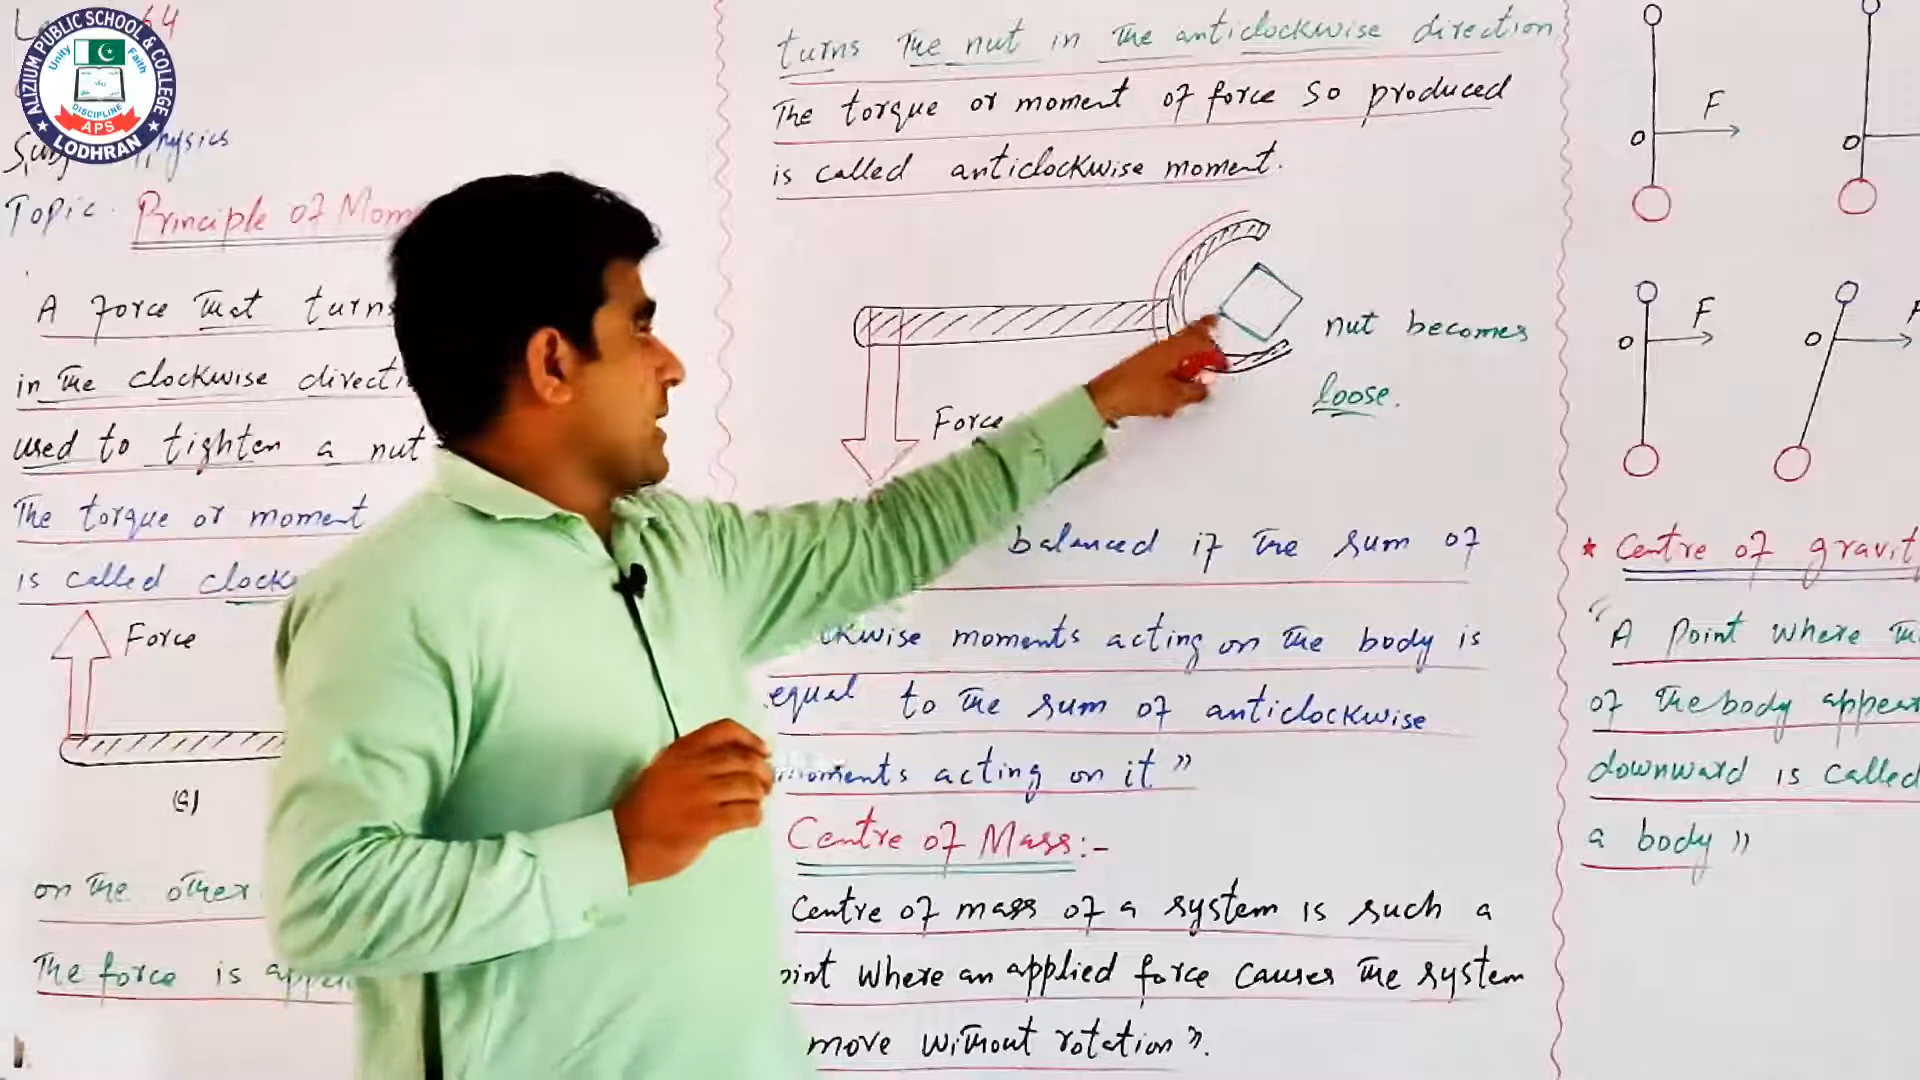 ALIZIUM PUBLIC SCHOOL & COLLEGE
Unity
Faith
DISCIPLINE
APS
LODHRAN
64
Topic. Principle of Mom
A force that turns
in the clockwise directi
used to tighten a nut
The torque or moment
is called clock
Force
on the other
The force is
turns the nut in the anticlockwise direction
The torque or moment of force so produced
is called anticlockwise moment.
Force
nut becomes
loose.
balanced if the sum of
ckwise moments acting on the body is
equal to the sum of anticlockwise
moments acting on it”
Centre of Mass:-
Centre of mass of a system is such a
oint where an applied force causes the system
move without rotation”.
F
O
O
F
O
O
F
* Centre of gravit
“A Point where the
of the body appear
downward is called
a body”